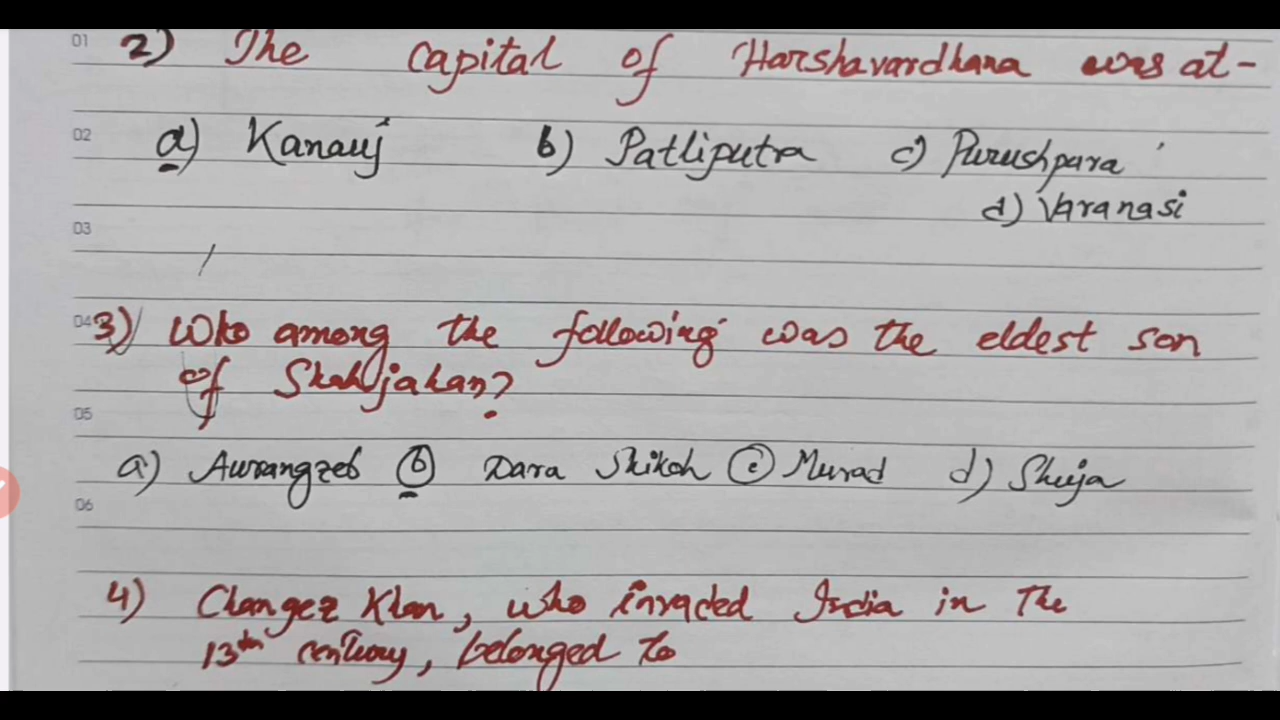 01
2) The capital of Harshavardhana was at-
02
a) Kanauj b) Patliputra c) Purushpura
d) Varanasi
03
04
3) Who among the following was the eldest son
of Shahjahan?
05
a) Aurangzeb b) Dara Shikoh c) Murad d) Shuja
06
4) Changez Khan, who invaded India in The
13th century, belonged to